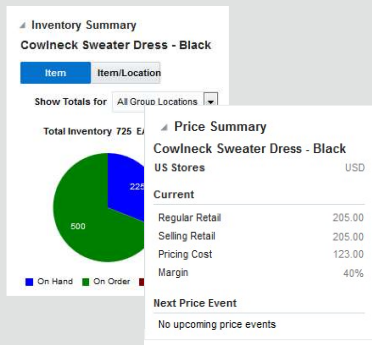 Inventory Summary
Cowlneck Sweater Dress - Black
Item
Item/Location
Show Totals for
All Group Locations
Total Inventory 725 EA
225
500
On Hand
On Order
Price Summary
Cowlneck Sweater Dress - Black
US Stores
USD
Current
Regular Retail 205.00
Selling Retail 205.00
Pricing Cost 123.00
Margin 40%
Next Price Event
No upcoming price events